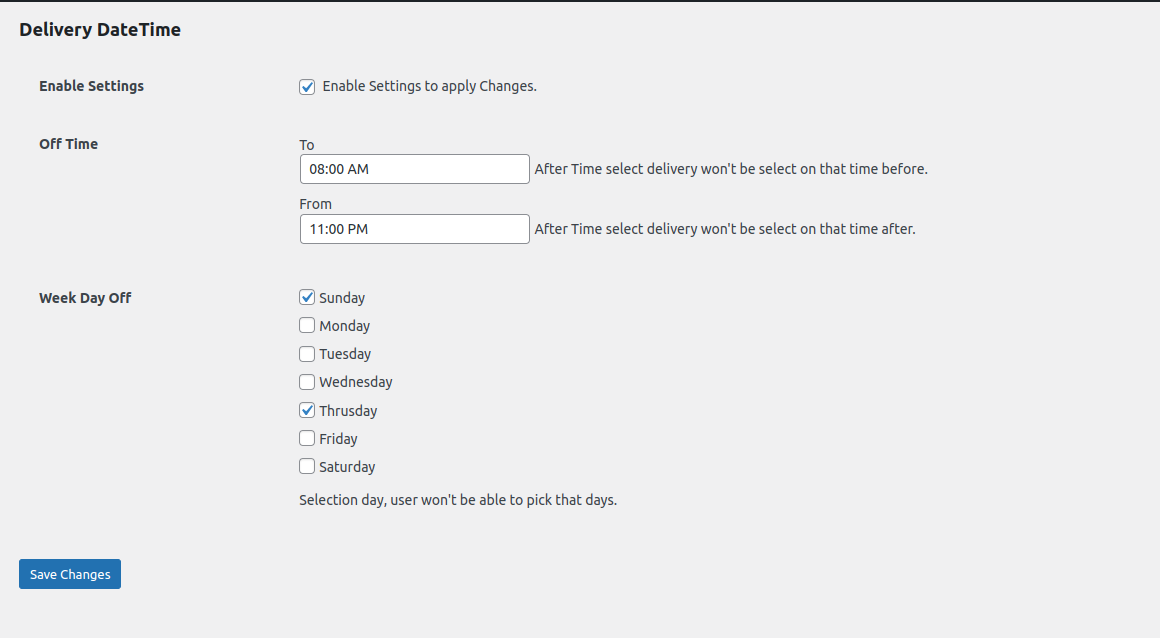 Delivery DateTime
Enable Settings
Enable Settings to apply Changes.
Off Time
To
08:00 AM
After Time select delivery won't be select on that time before.
From
11:00 PM
After Time select delivery won't be select on that time after.
Week Day Off
Sunday
Monday
Tuesday
Wednesday
Thrusday
Friday
Saturday
Selection day, user won't be able to pick that days.
Save Changes